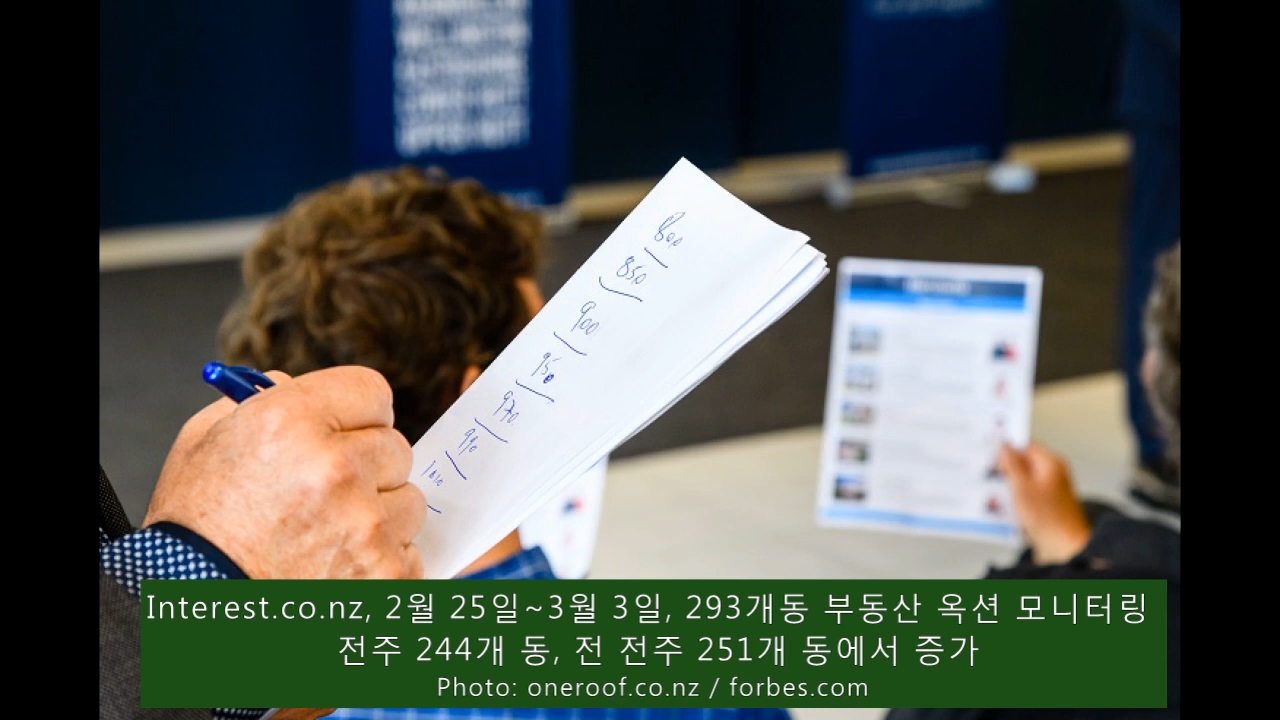 800
850
900
950
970
990
1010
Interest.co.nz, 2월 25일~3월 3일, 293개동 부동산 옥션 모니터링
전주 244개 동, 전 전주 251개 동에서 증가
Photo: oneroof.co.nz / forbes.com